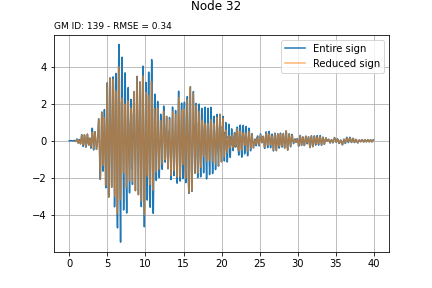 Node 32
GM ID: 139 - RMSE = 0.34
Entire sign
Reduced sign
4
2
0
−2
−4
0 5 10 15 20 25 30 35 40